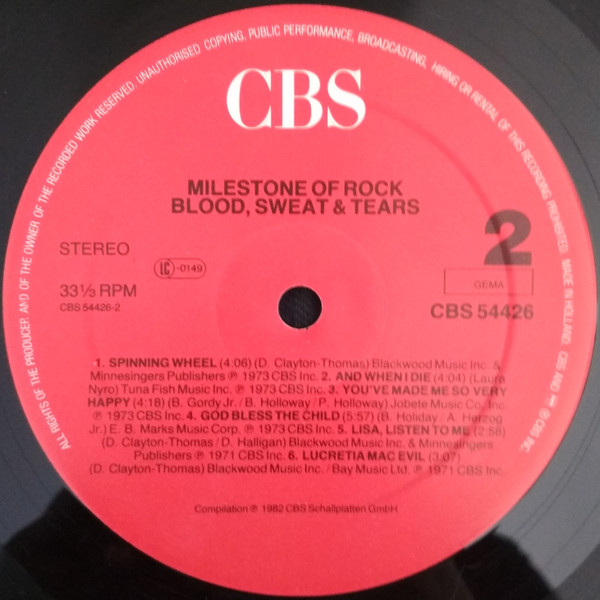 ALL RIGHTS OF THE PRODUCER AND OF THE OWNER OF THE RECORDED WORK RESERVED. UNAUTHORISED COPYING, PUBLIC PERFORMANCE, BROADCASTING, HIRING OR RENTAL OF THIS RECORDING PROHIBITED. MADE IN HOLLAND
CBS
MILESTONE OF ROCK
BLOOD, SWEAT & TEARS
STEREO
2
LC -0149
GEMA
33⅓ RPM
CBS 54426-2
CBS 54426
1. SPINNING WHEEL (4:06) (D. Clayton-Thomas) Blackwood Music Inc. &
Minnesingers Publishers ℗ 1973 CBS Inc. 2. AND WHEN I DIE (4:04) (Laura
Nyro) Tuna Fish Music Inc. ℗ 1973 CBS Inc. 3. YOU'VE MADE ME SO VERY
HAPPY (4:18) (B. Gordy Jr. / B. Holloway / P. Holloway) Jobete Music Co. Inc.
℗ 1973 CBS Inc. 4. GOD BLESS THE CHILD (5:57) (B. Holiday / A. Herzog
Jr.) E. B. Marks Music Corp. ℗ 1973 CBS Inc. 5. LISA, LISTEN TO ME (2:58)
(D. Clayton-Thomas / D. Halligan) Blackwood Music Inc. & Minnesingers
Publishers ℗ 1971 CBS Inc. 6. LUCRETIA MAC EVIL (3:07)
(D. Clayton-Thomas) Blackwood Music Inc. / Bay Music Ltd. ℗ 1971 CBS Inc.
Compilation ℗ 1982 CBS Schallplatten GmbH